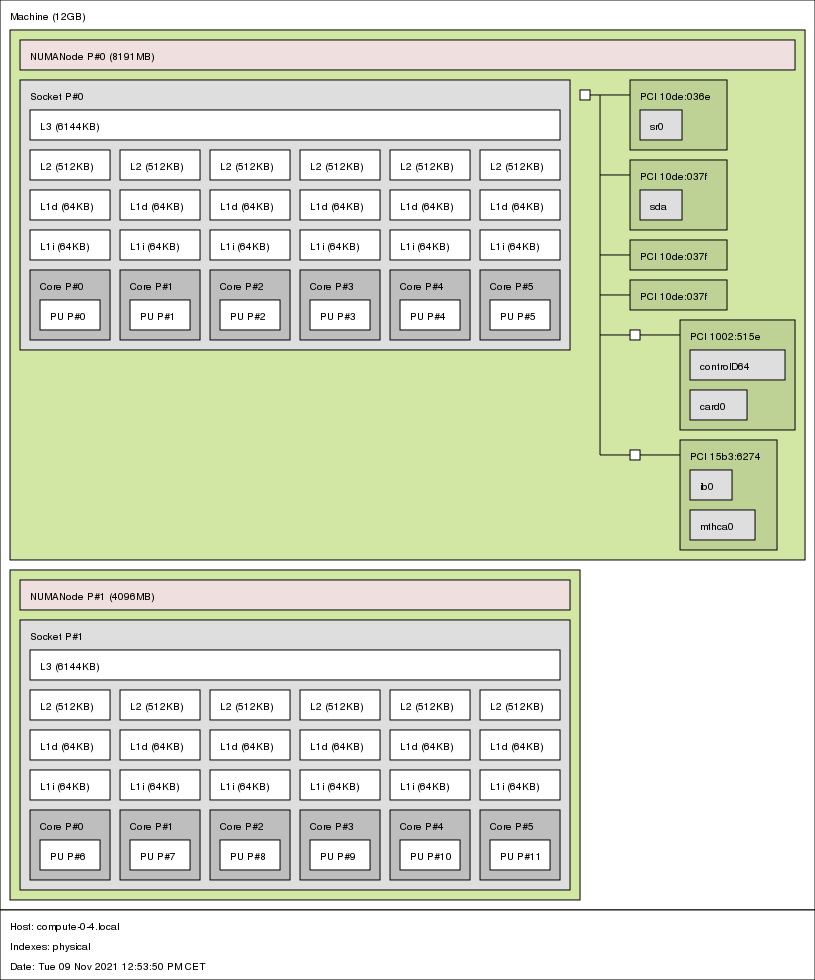 Machine (12GB)
NUMANode P#0 (8191MB)
Socket P#0
PCI 10de:036e
sr0
L3 (6144KB)
L2 (512KB) L2 (512KB) L2 (512KB) L2 (512KB) L2 (512KB) L2 (512KB)
PCI 10de:037f
sda
L1d (64KB) L1d (64KB) L1d (64KB) L1d (64KB) L1d (64KB) L1d (64KB)
L1i (64KB) L1i (64KB) L1i (64KB) L1i (64KB) L1i (64KB) L1i (64KB)
PCI 10de:037f
Core P#0 Core P#1 Core P#2 Core P#3 Core P#4 Core P#5
PCI 10de:037f
PU P#0 PU P#1 PU P#2 PU P#3 PU P#4 PU P#5
PCI 1002:515e
controlD64
card0
PCI 15b3:6274
ib0
mthca0
NUMANode P#1 (4096MB)
Socket P#1
L3 (6144KB)
L2 (512KB) L2 (512KB) L2 (512KB) L2 (512KB) L2 (512KB) L2 (512KB)
L1d (64KB) L1d (64KB) L1d (64KB) L1d (64KB) L1d (64KB) L1d (64KB)
L1i (64KB) L1i (64KB) L1i (64KB) L1i (64KB) L1i (64KB) L1i (64KB)
Core P#0 Core P#1 Core P#2 Core P#3 Core P#4 Core P#5
PU P#6 PU P#7 PU P#8 PU P#9 PU P#10 PU P#11
Host: compute-0-4.local
Indexes: physical
Date: Tue 09 Nov 2021 12:53:50 PM CET